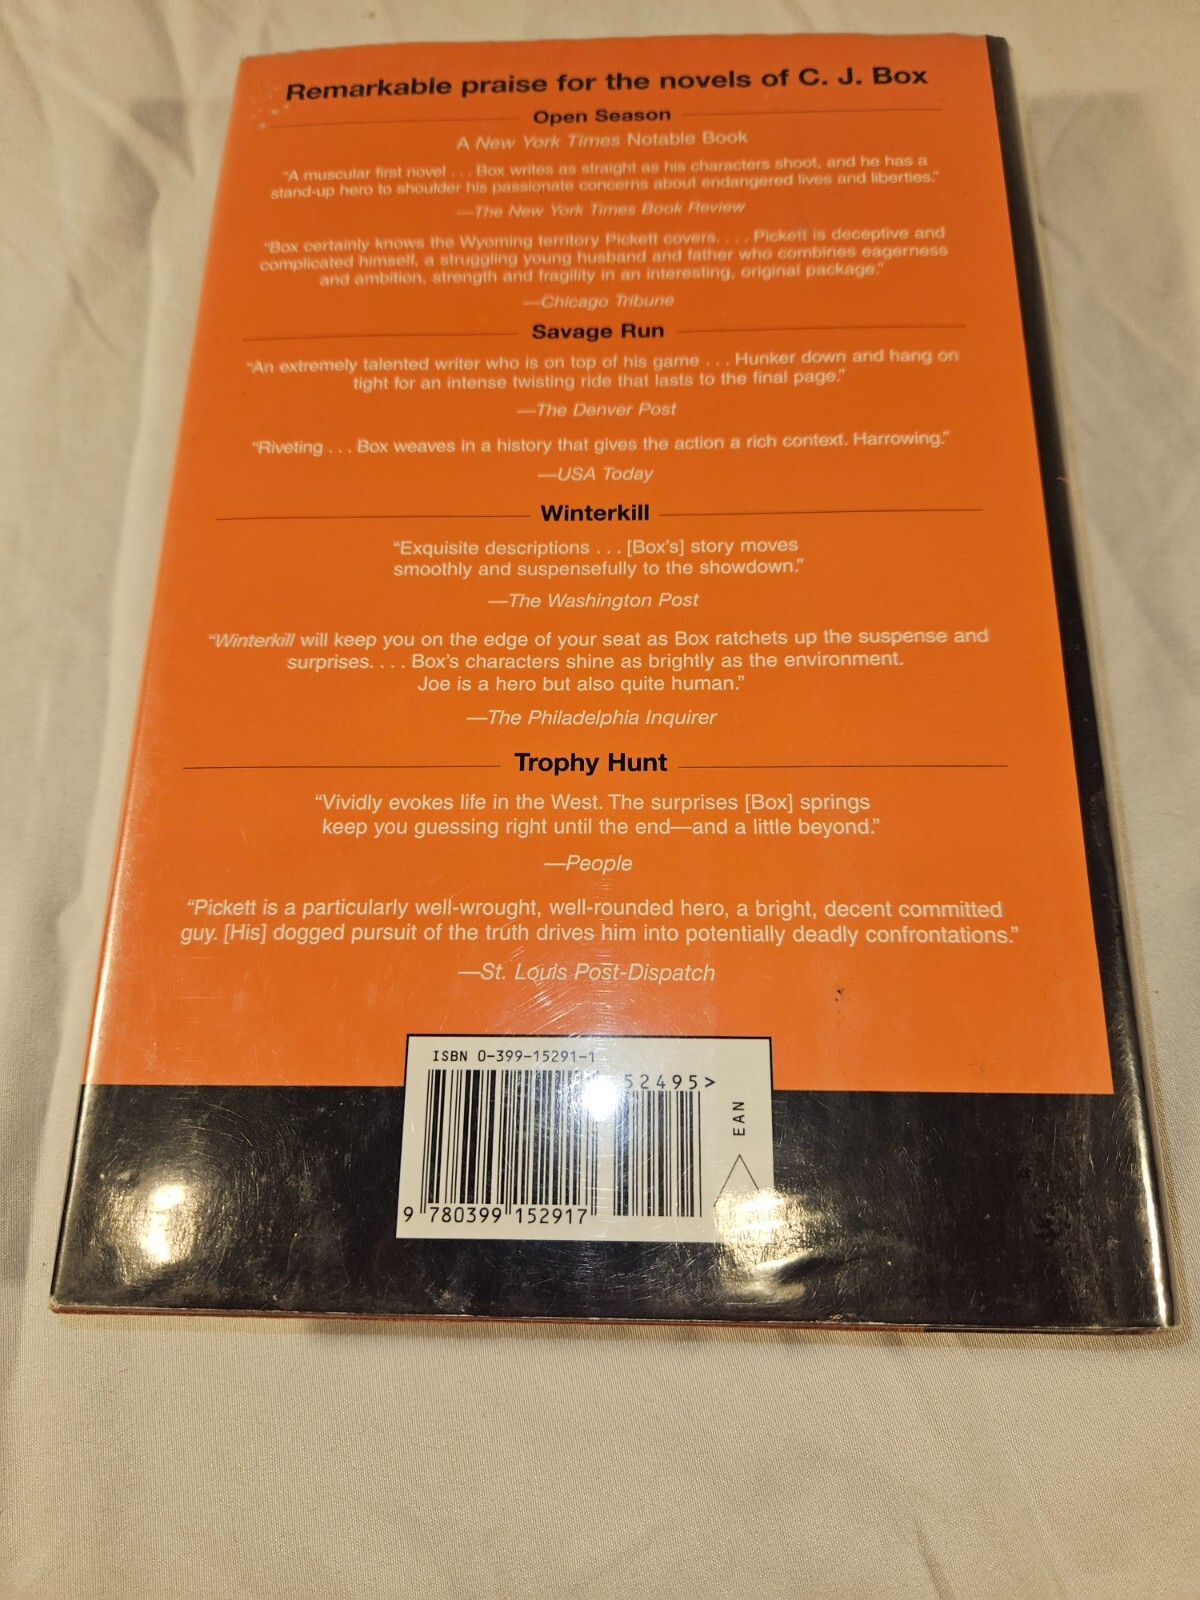 Remarkable praise for the novels of C. J. Box
Open Season
A New York Times Notable Book
“A muscular first novel . . . Box writes as straight as his characters shoot, and he has a
stand-up hero to shoulder his passionate concerns about endangered lives and liberties.”
—The New York Times Book Review
“Box certainly knows the Wyoming territory Pickett covers. . . . Pickett is deceptive and
complicated himself, a struggling young husband and father who combines eagerness
and ambition, strength and fragility in an interesting, original package.”
—Chicago Tribune
Savage Run
“An extremely talented writer who is on top of his game . . . Hunker down and hang on
tight for an intense twisting ride that lasts to the final page.”
—The Denver Post
“Riveting . . . Box weaves in a history that gives the action a rich context. Harrowing.”
—USA Today
Winterkill
“Exquisite descriptions . . . [Box’s] story moves
smoothly and suspensefully to the showdown.”
—The Washington Post
“Winterkill will keep you on the edge of your seat as Box ratchets up the suspense and
surprises. . . . Box’s characters shine as brightly as the environment.
Joe is a hero but also quite human.”
—The Philadelphia Inquirer
Trophy Hunt
“Vividly evokes life in the West. The surprises [Box] springs
keep you guessing right until the end—and a little beyond.”
—People
“Pickett is a particularly well-wrought, well-rounded hero, a bright, decent committed
guy. [His] dogged pursuit of the truth drives him into potentially deadly confrontations.”
—St. Louis Post-Dispatch
ISBN 0-399-15291-1
52495>
EAN
9 780399 152917